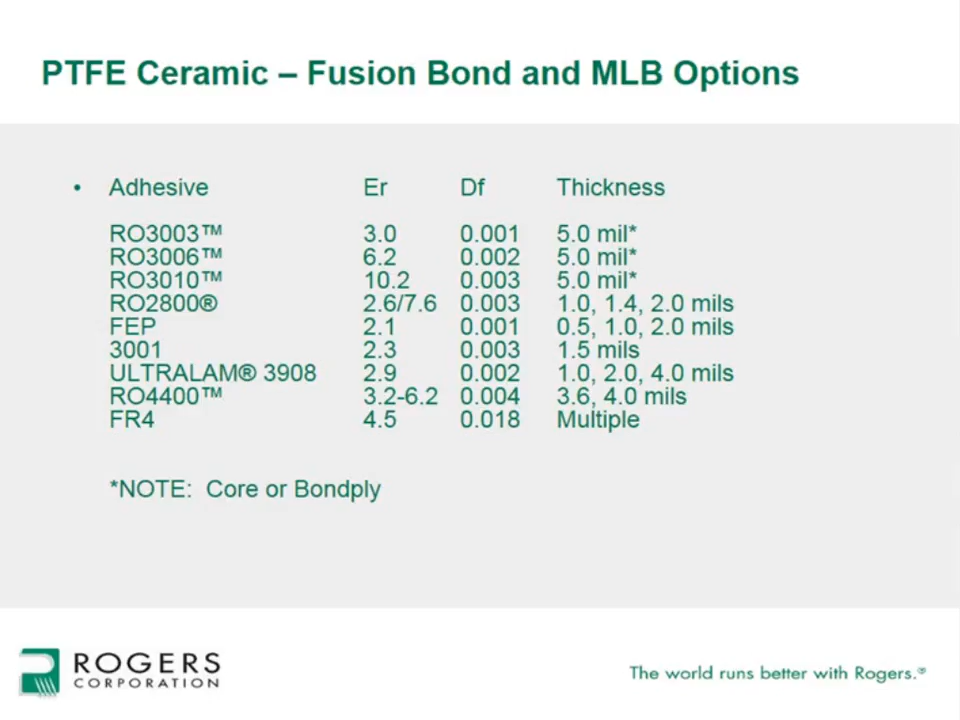 PTFE Ceramic – Fusion Bond and MLB Options
• Adhesive Er Df Thickness
RO3003™ 3.0 0.001 5.0 mil*
RO3006™ 6.2 0.002 5.0 mil*
RO3010™ 10.2 0.003 5.0 mil*
RO2800® 2.6/7.6 0.003 1.0, 1.4, 2.0 mils
FEP 2.1 0.001 0.5, 1.0, 2.0 mils
3001 2.3 0.003 1.5 mils
ULTRALAM® 3908 2.9 0.002 1.0, 2.0, 4.0 mils
RO4400™ 3.2-6.2 0.004 3.6, 4.0 mils
FR4 4.5 0.018 Multiple
*NOTE: Core or Bondply
ROGERS
CORPORATION
The world runs better with Rogers.®